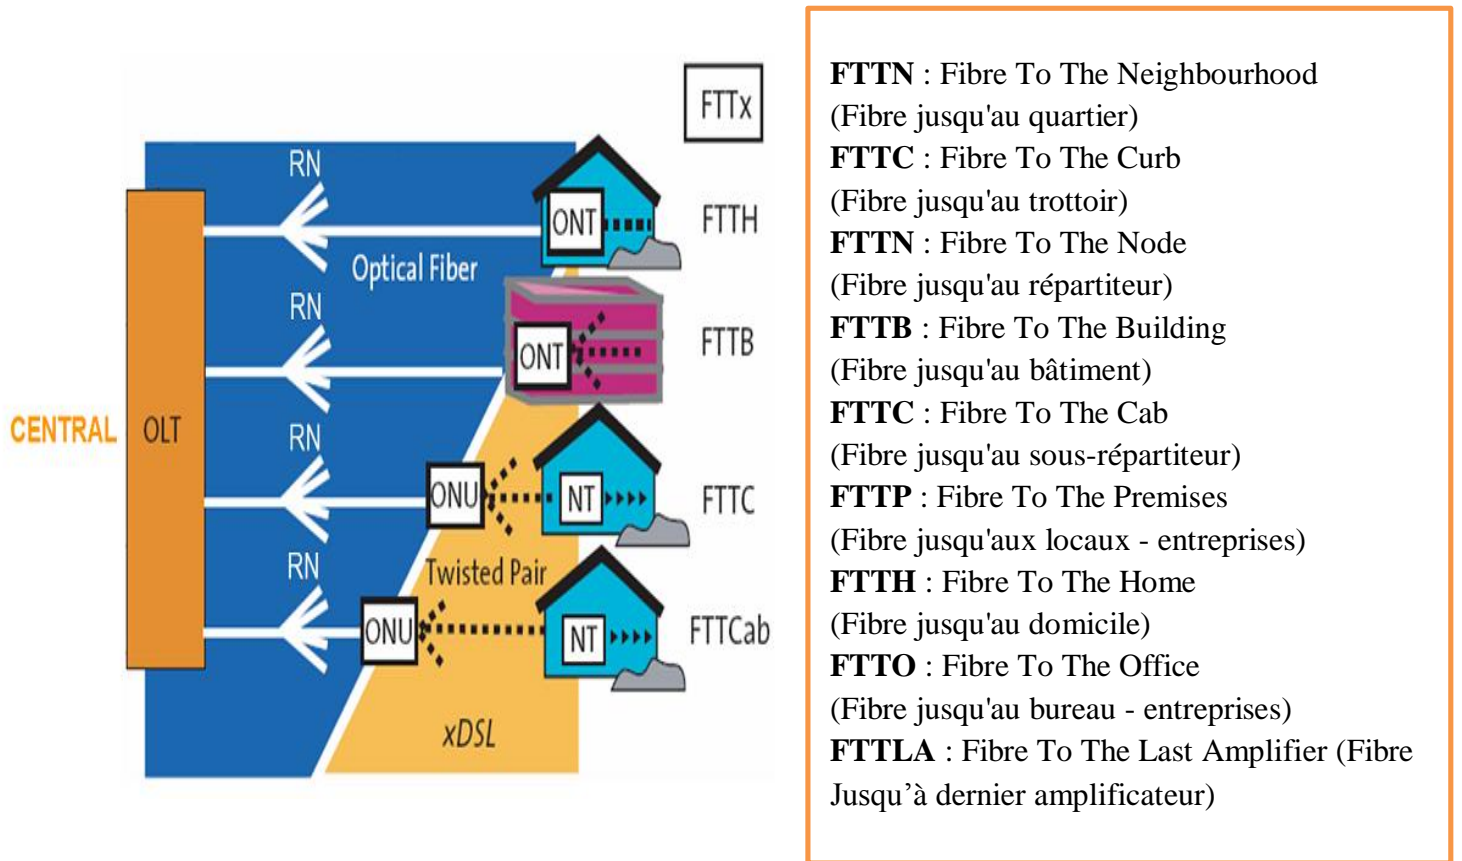 FTTx
RN
ONT
FTTH
Optical Fiber
RN
ONT
FTTB
CENTRAL
OLT
RN
ONU
NT
FTTC
RN
Twisted Pair
ONU
NT
FTTCab
xDSL
FTTN : Fibre To The Neighbourhood
(Fibre jusqu'au quartier)
FTTC : Fibre To The Curb
(Fibre jusqu'au trottoir)
FTTN : Fibre To The Node
(Fibre jusqu'au répartiteur)
FTTB : Fibre To The Building
(Fibre jusqu'au bâtiment)
FTTC : Fibre To The Cab
(Fibre jusqu'au sous-répartiteur)
FTTP : Fibre To The Premises
(Fibre jusqu'aux locaux - entreprises)
FTTH : Fibre To The Home
(Fibre jusqu'au domicile)
FTTO : Fibre To The Office
(Fibre jusqu'au bureau - entreprises)
FTTLA : Fibre To The Last Amplifier (Fibre
Jusqu’à dernier amplificateur)